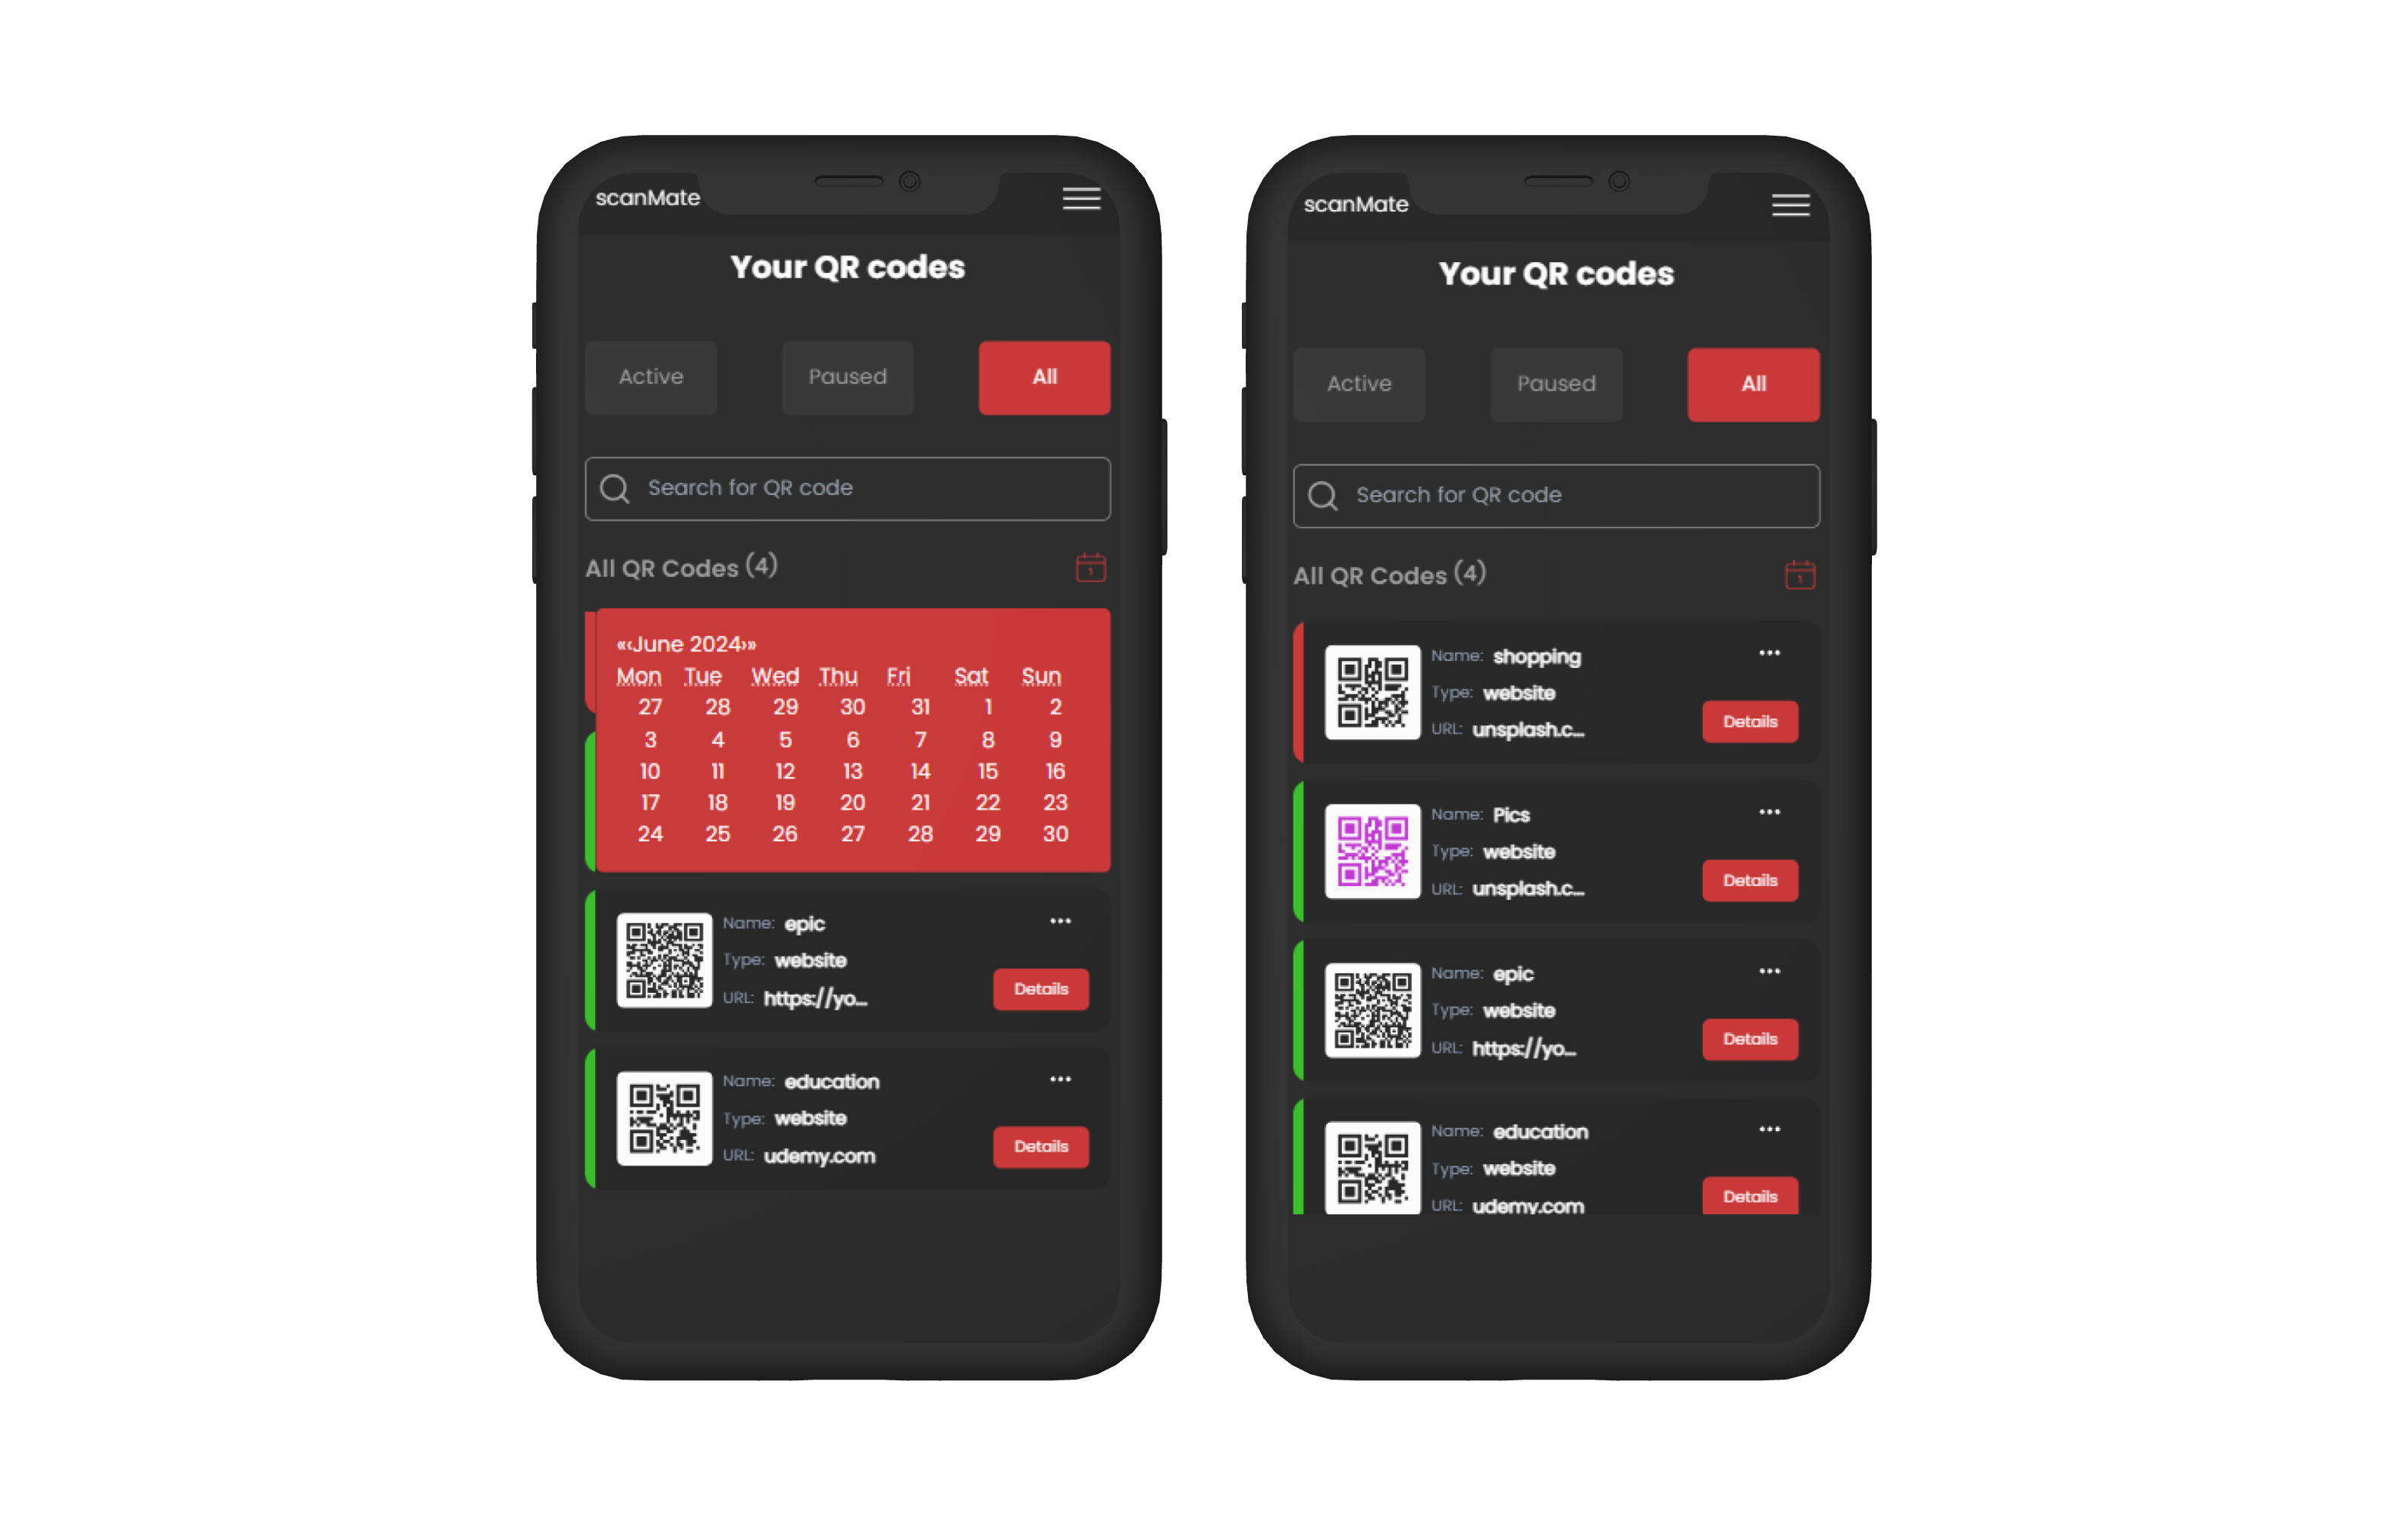 scanMate
Your QR codes
Active Paused All
Search for QR code
All QR Codes (4)
1
«‹June 2024›»
Mon Tue Wed Thu Fri Sat Sun
27 28 29 30 31 1 2
3 4 5 6 7 8 9
10 11 12 13 14 15 16
17 18 19 20 21 22 23
24 25 26 27 28 29 30
Name: epic
Type: website
URL: https://yo...
Details
Name: education
Type: website
URL: udemy.com
Details
scanMate
Your QR codes
Active Paused All
Search for QR code
All QR Codes (4)
1
Name: shopping
Type: website
URL: unsplash.c...
Details
Name: Pics
Type: website
URL: unsplash.c...
Details
Name: epic
Type: website
URL: https://yo...
Details
Name: education
Type: website
URL: udemy.com
Details